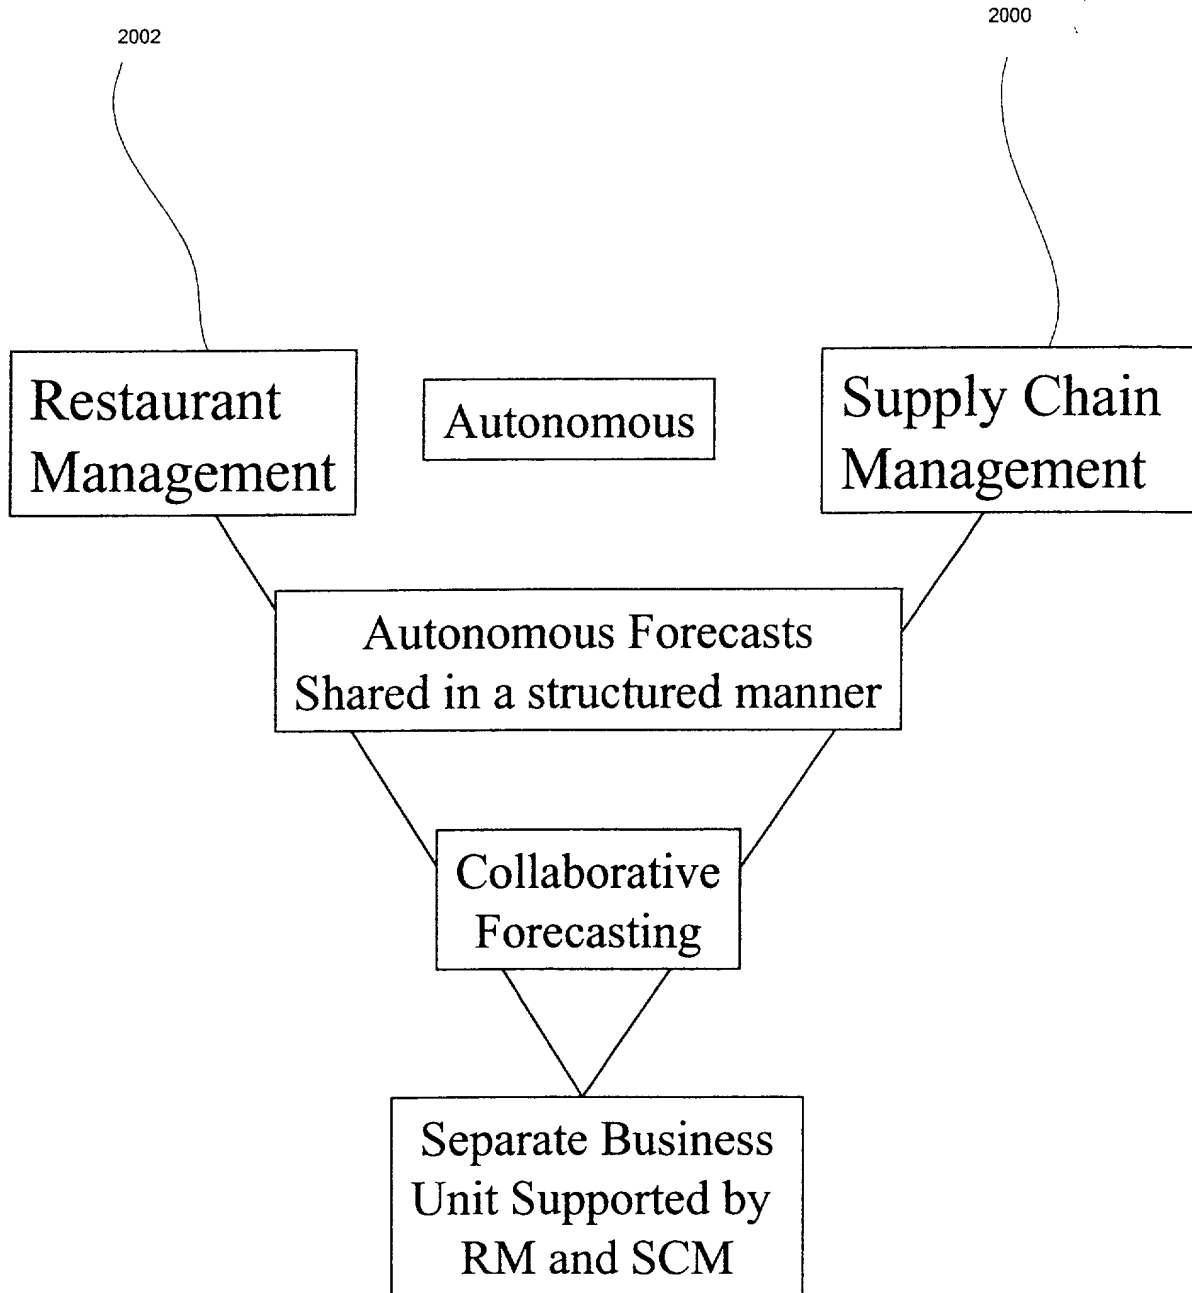 2002
2000
Restaurant
Management
Autonomous
Supply Chain
Management
Autonomous Forecasts
Shared in a structured manner
Collaborative
Forecasting
Separate Business
Unit Supported by
RM and SCM